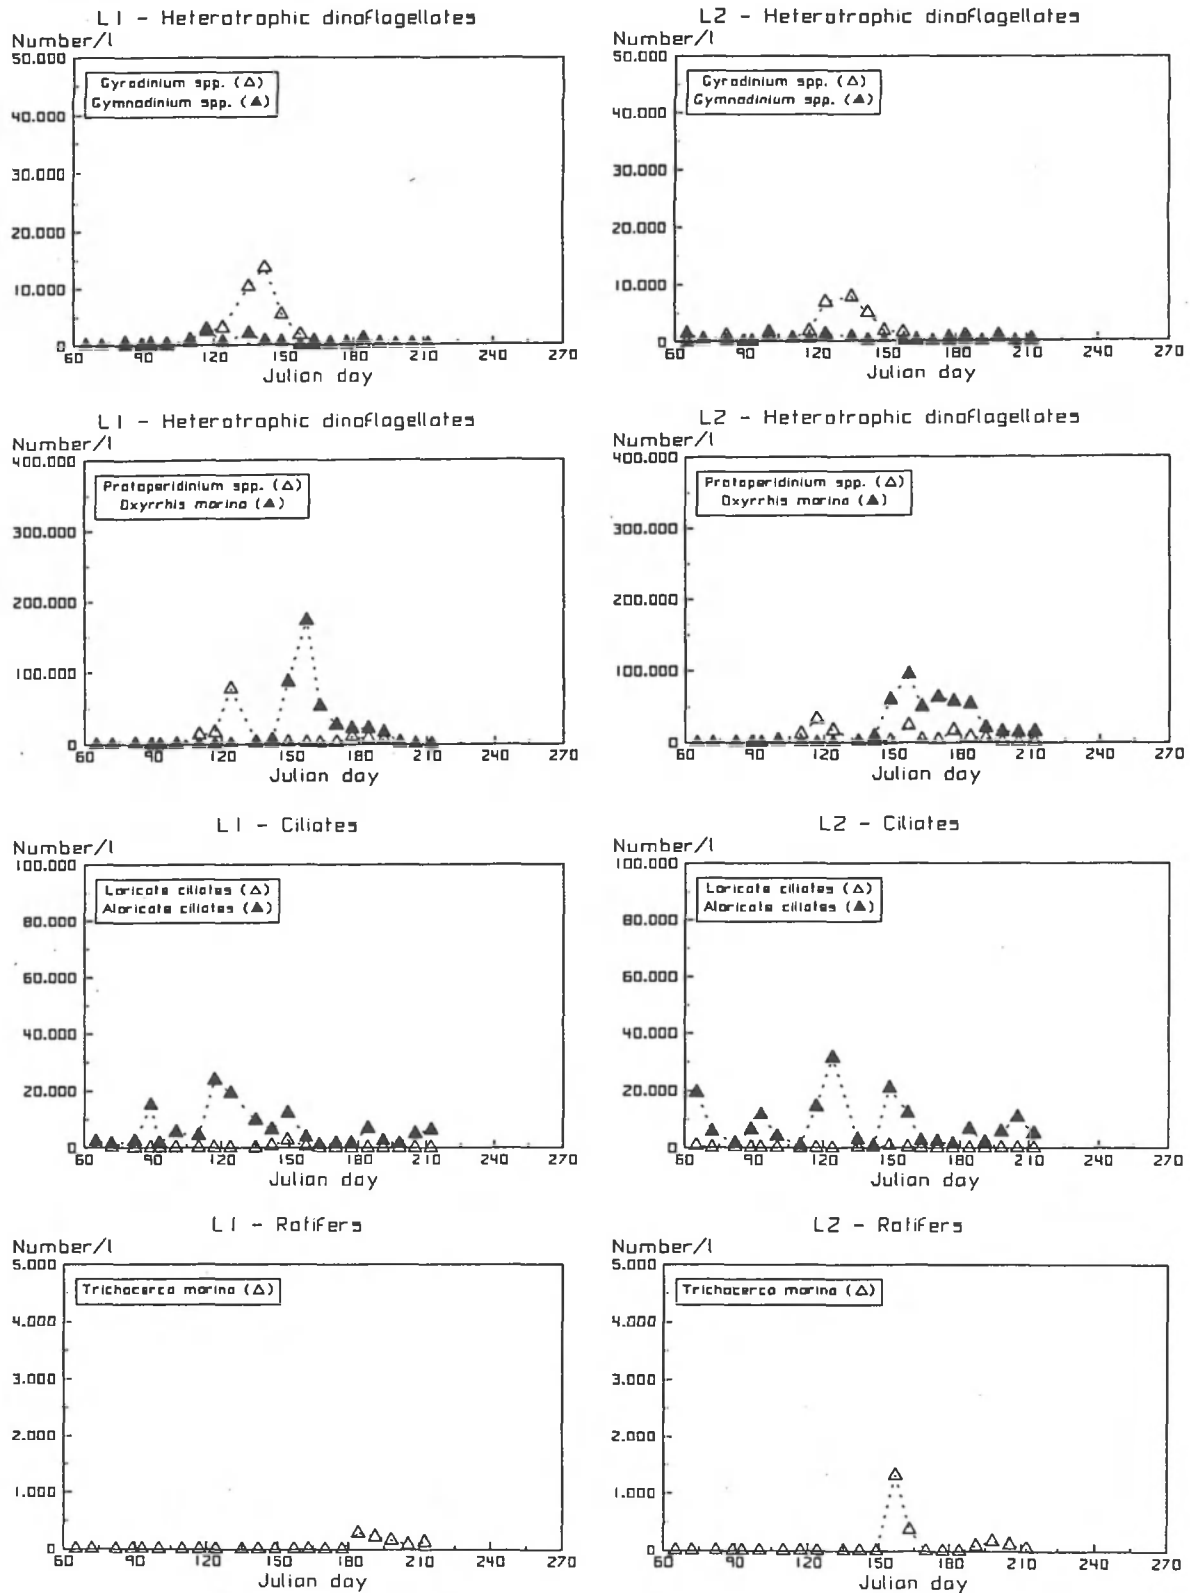 L1 - Heterotrophic dinoflagellates
Number/l
50.000
Gyrodinium spp. (△)
Gymnodinium spp. (▲)
40.000
30.000
20.000
10.000
0
60 90 120 150 180 210 240 270
Julian day
L2 - Heterotrophic dinoflagellates
Number/l
50.000
Gyrodinium spp. (△)
Gymnodinium spp. (▲)
40.000
30.000
20.000
10.000
0
60 90 120 150 180 210 240 270
Julian day
L1 - Heterotrophic dinoflagellates
Number/l
400.000
Protoperidinium spp. (△)
Oxyrrhis marina (▲)
300.000
200.000
100.000
0
60 90 120 150 180 210 240 270
Julian day
L2 - Heterotrophic dinoflagellates
Number/l
400.000
Protoperidinium spp. (△)
Oxyrrhis marina (▲)
300.000
200.000
100.000
0
60 90 120 150 180 210 240 270
Julian day
L1 - Ciliates
Number/l
100.000
Loricate ciliates (△)
Aloricate ciliates (▲)
80.000
60.000
40.000
20.000
0
60 90 120 150 180 210 240 270
Julian day
L2 - Ciliates
Number/l
100.000
Loricate ciliates (△)
Aloricate ciliates (▲)
80.000
60.000
40.000
20.000
0
60 90 120 150 180 210 240 270
Julian day
L1 - Rotifers
Number/l
5.000
Trichocerca marina (△)
4.000
3.000
2.000
1.000
0
60 90 120 150 180 210 240 270
Julian day
L2 - Rotifers
Number/l
5.000
Trichocerca marina (△)
4.000
3.000
2.000
1.000
0
60 90 120 150 180 210 240 270
Julian day